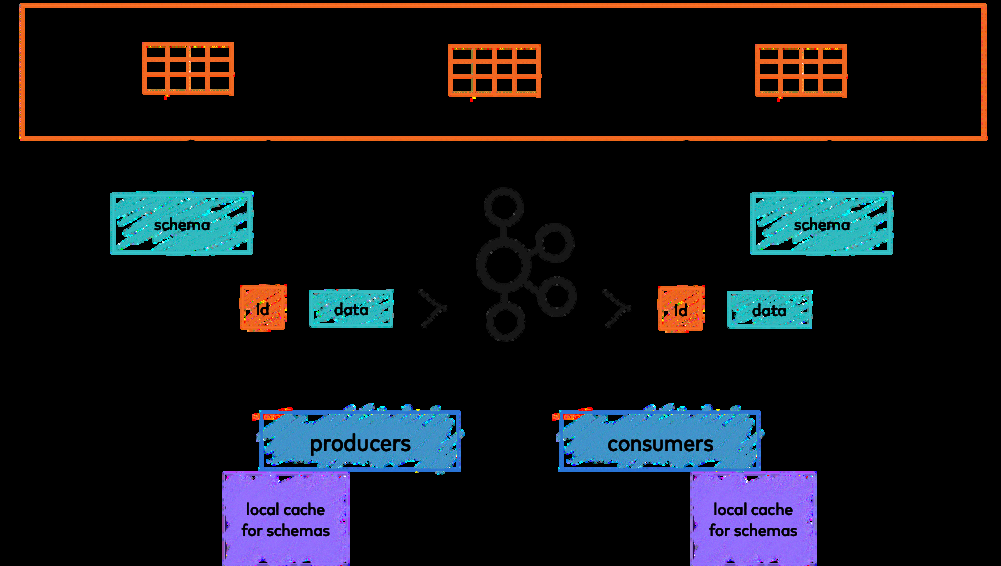 schema
schema
id
data
id
data
producers
consumers
local cache
for schemas
local cache
for schemas